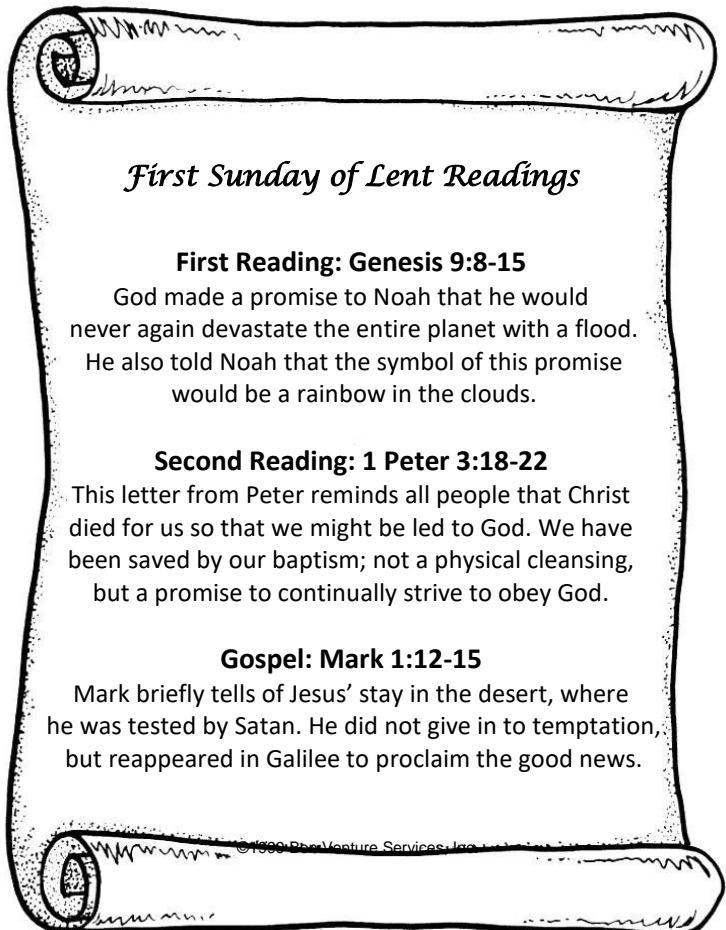 First Sunday of Lent Readings
First Reading: Genesis 9:8-15
God made a promise to Noah that he would
never again devastate the entire planet with a flood.
He also told Noah that the symbol of this promise
would be a rainbow in the clouds.
Second Reading: 1 Peter 3:18-22
This letter from Peter reminds all people that Christ
died for us so that we might be led to God. We have
been saved by our baptism; not a physical cleansing,
but a promise to continually strive to obey God.
Gospel: Mark 1:12-15
Mark briefly tells of Jesus’ stay in the desert, where
he was tested by Satan. He did not give in to temptation,
but reappeared in Galilee to proclaim the good news.
Venture Services, Inc.